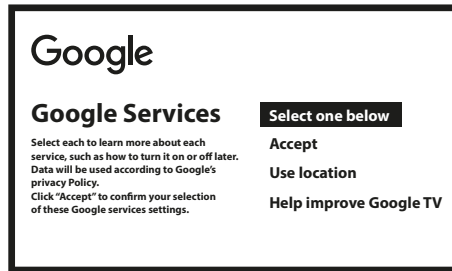 Google
Google Services
Select each to learn more about each
service, such as how to turn it on or off later.
Data will be used according to Google's
privacy Policy.
Click “Accept” to confirm your selection
of these Google services settings.
Select one below
Accept
Use location
Help improve Google TV